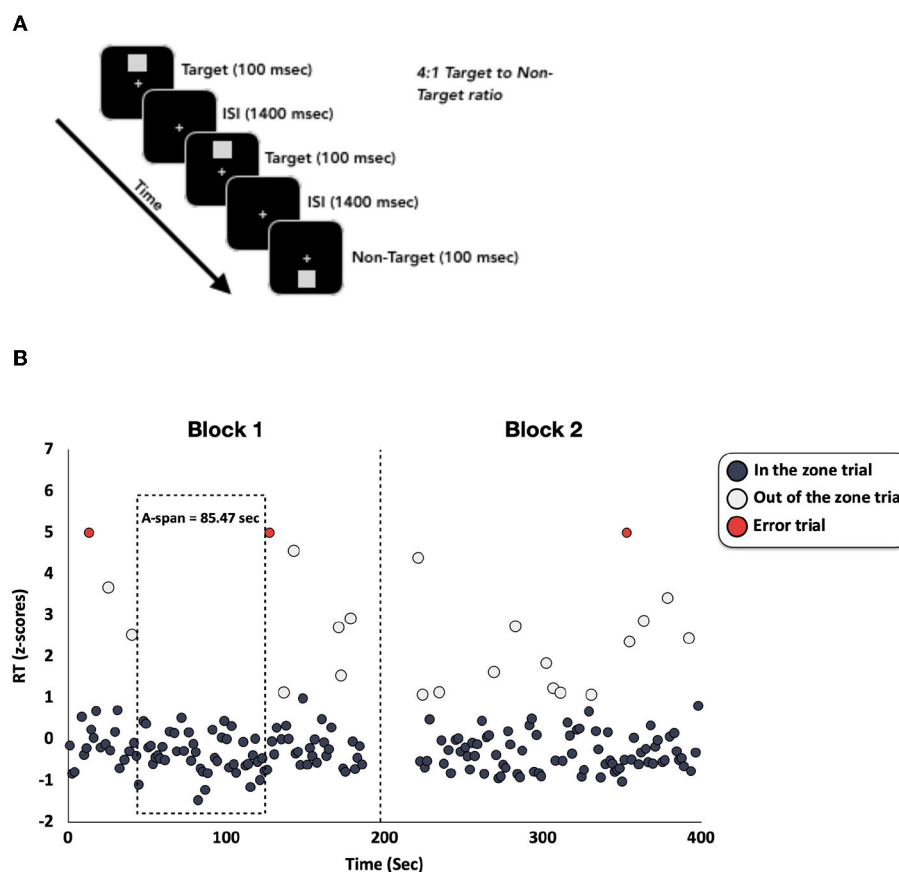 A
Target (100 msec)
4:1 Target to Non-
Target ratio
ISI (1400 msec)
Target (100 msec)
Time
ISI (1400 msec)
Non-Target (100 msec)
B
Block 1
Block 2
7
6
5
4
3
2
1
0
-1
-2
RT (z-scores)
A-span = 85.47 sec
In the zone trial
Out of the zone tria
Error trial
0
100
200
300
400
Time (Sec)